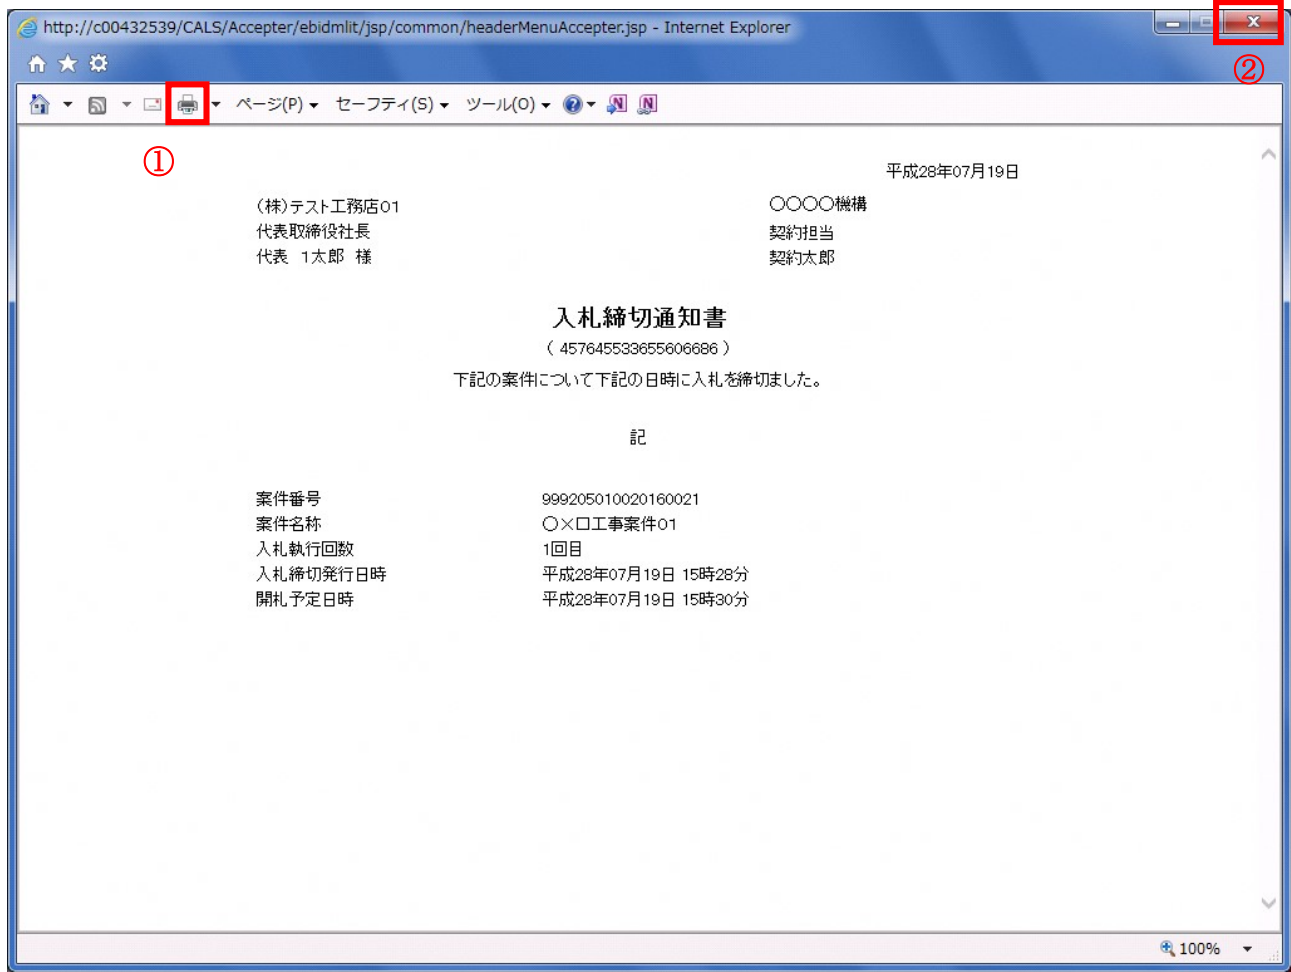 http://c00432539/CALS/Accepter/ebidmlit/jsp/common/headerMenuAccepter.jsp - Internet Explorer
②
ページ(P) セーフティ(S) ツール(O)
①
平成28年07月19日
(株)テスト工務店01
代表取締役社長
代表 1太郎 様
〇〇〇〇機構
契約担当
契約太郎
入札締切通知書
( 457645533655606686 )
下記の案件について下記の日時に入札を締切ました。
記
案件番号 999205010020160021
案件名称 〇×口工事案件01
入札執行回数 1回目
入札締切発行日時 平成28年07月19日 15時28分
開札予定日時 平成28年07月19日 15時30分
100%